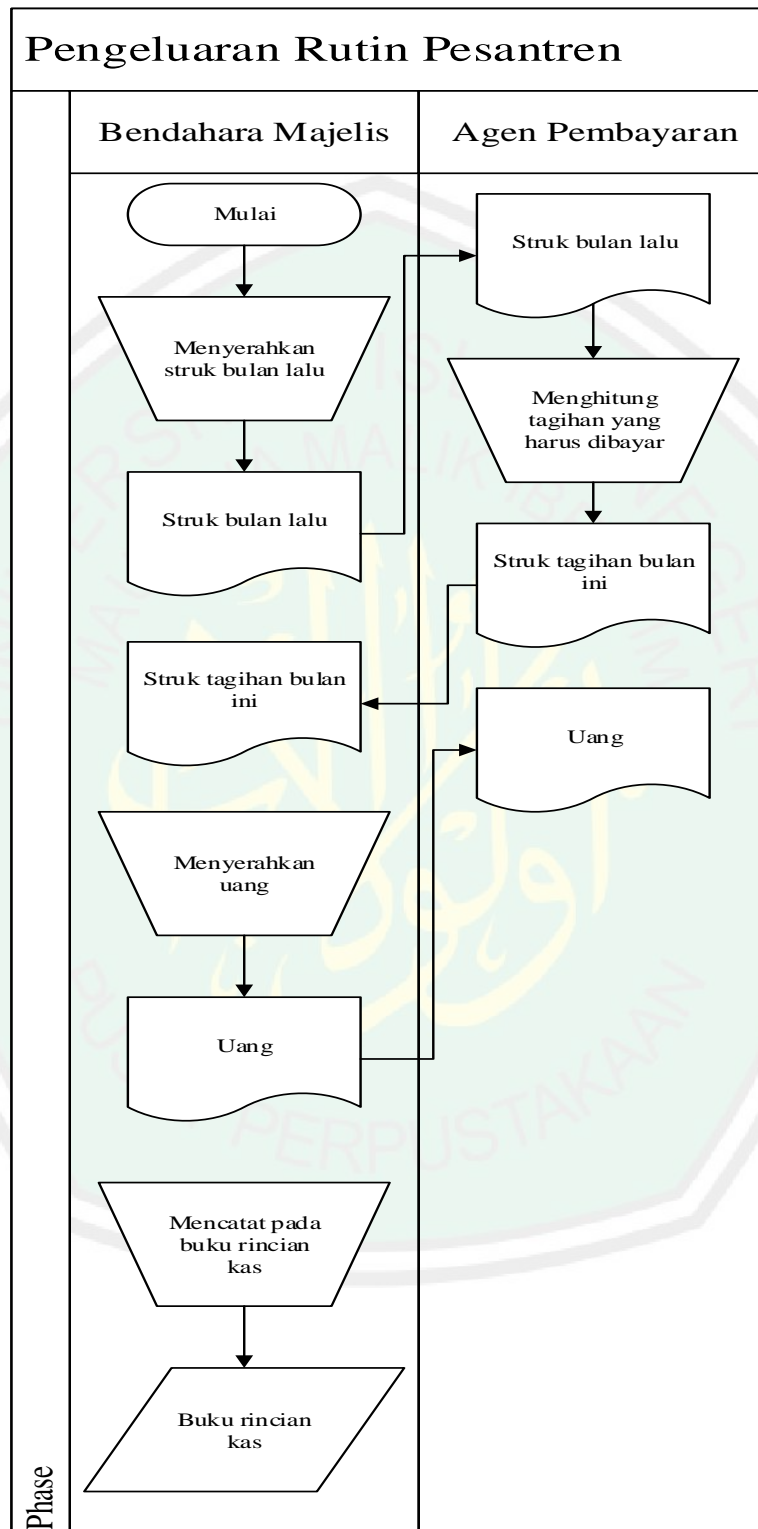 Pengeluaran Rutin Pesantren
Bendahara Majelis
Agen Pembayaran
Mulai
Menyerahkan
struk bulan lalu
Struk bulan lalu
Struk bulan lalu
Menghitung
tagihan yang
harus dibayar
Struk tagihan bulan
ini
Struk tagihan bulan
ini
Menyerahkan
uang
Uang
Uang
Mencatat pada
buku rincian
kas
Buku rincian
kas
Phase
PERPUSTAKAAN